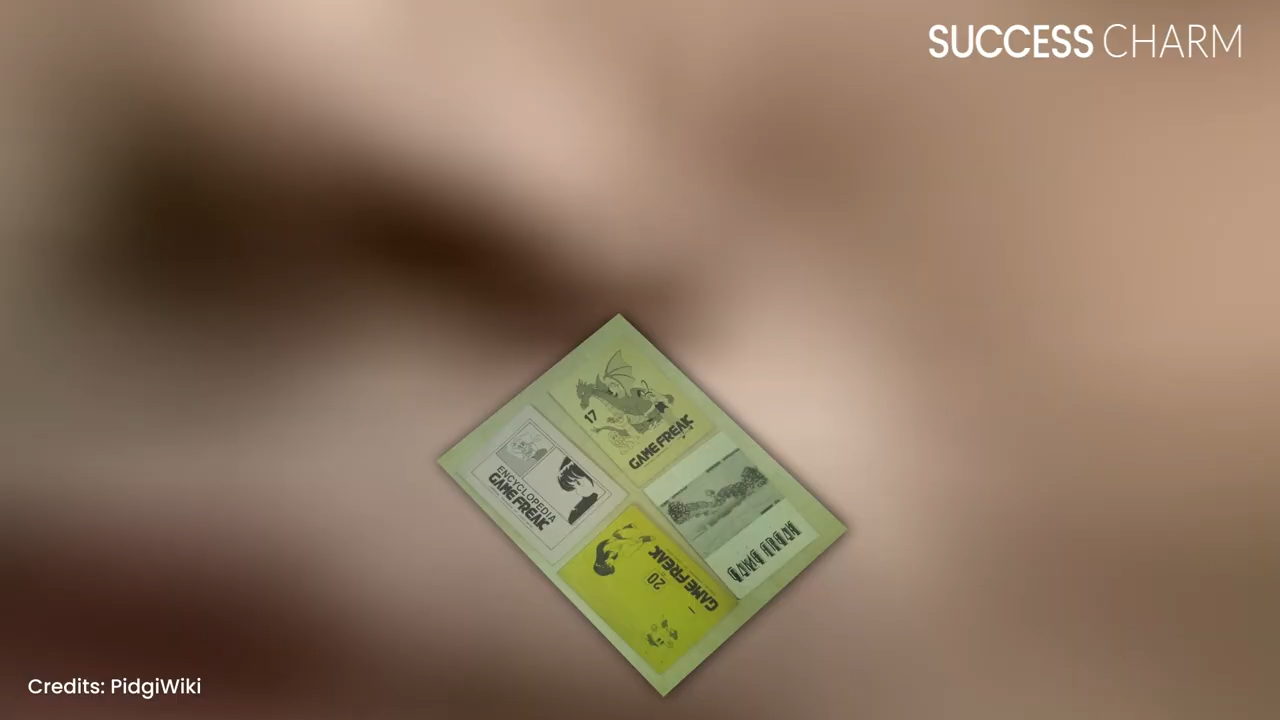 SUCCESS CHARM
17
GAME FREAK
ENCYCLOPEDIA
GAME FREAK
GAME FREAK
20
Credits: PidgiWiki